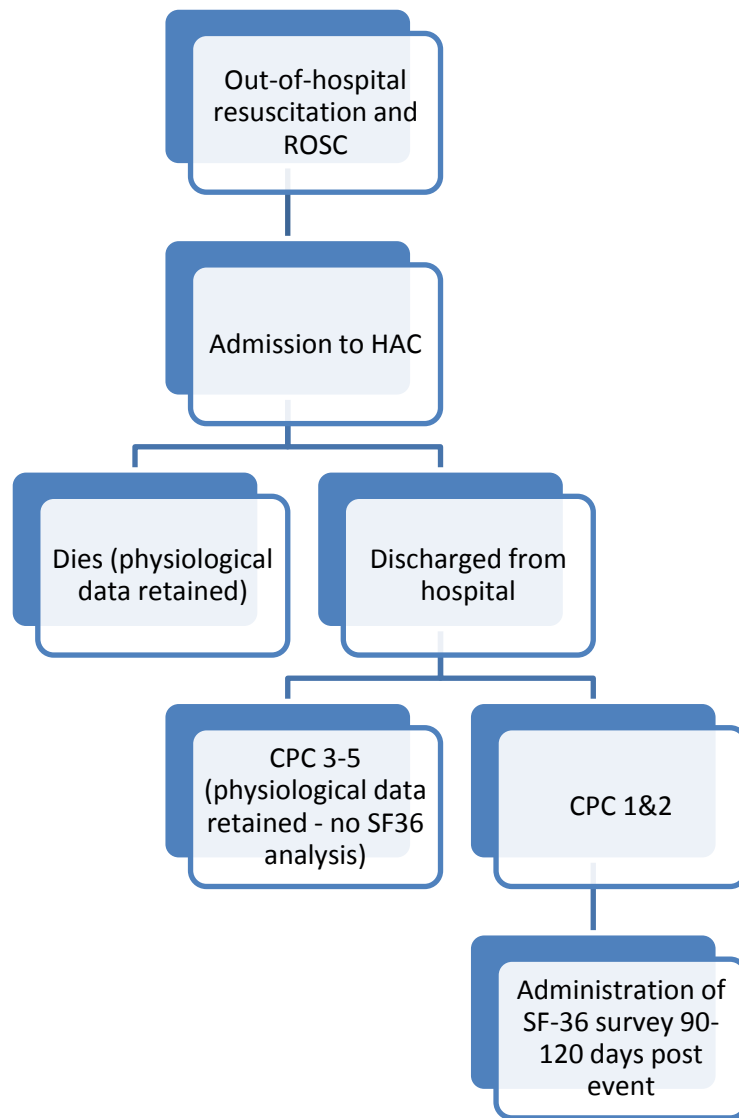 Out-of-hospital
resuscitation and
ROSC
Admission to HAC
Dies (physiological
data retained)
Discharged from
hospital
CPC 3-5
(physiological data
retained - no SF36
analysis)
CPC 1&2
Administration of
SF-36 survey 90-
120 days post
event